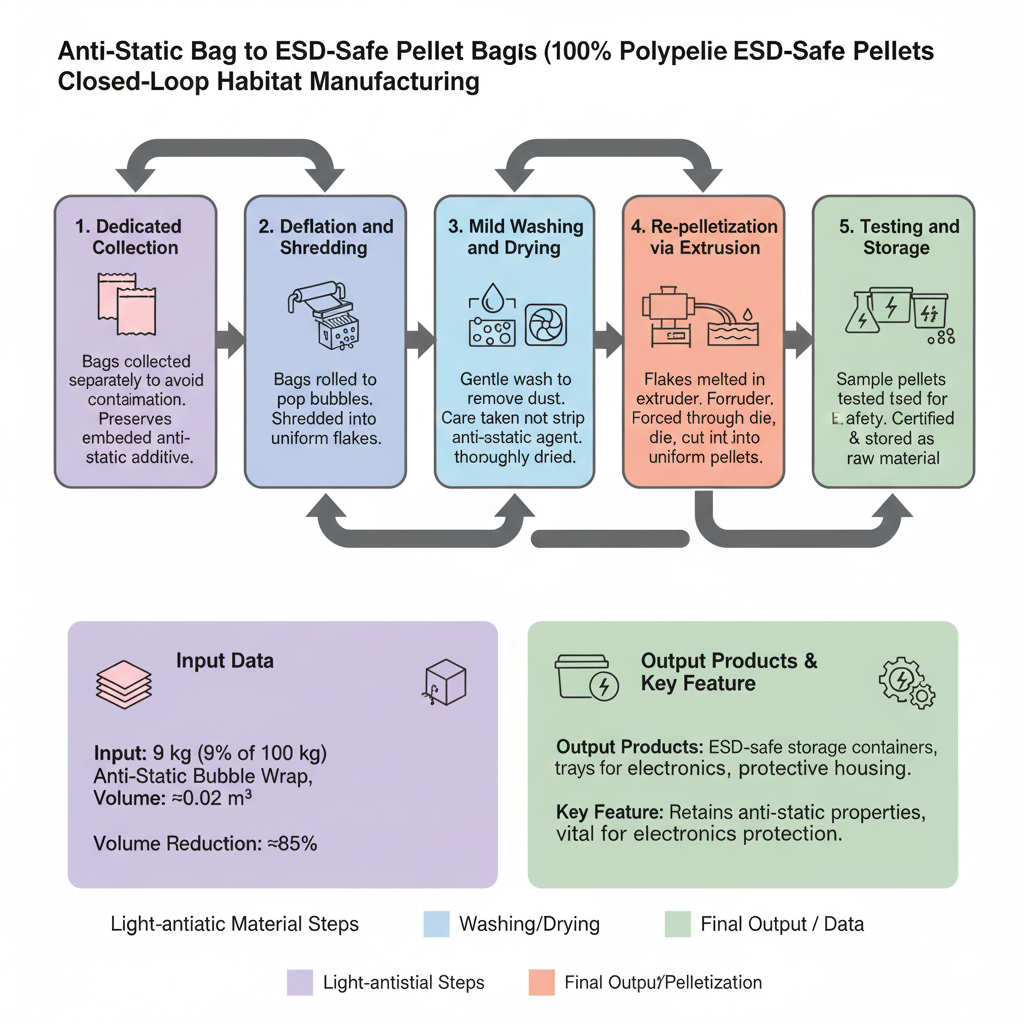 Anti-Static Bag to ESD-Safe Pellet Bagis (100% Polypelie ESD-Safe Pellets
Closed-Loop Habitat Manufacturing
1. Dedicated
Collection
Bags collected
separately to avoid
contaimation.
Preserves
embeded anti-
static additive.
2. Deflation and
Shredding
Bags rolled to
pop bubbles.
Shredded into
uniform flakes.
3. Mild Washing
and Drying
Gentle wash to
remove dust.
Care taken not strip
anti-sstatic agent.
thoroughly dried.
4. Re-pelletization
via Extrusion
Flakes melted in
extruder. Forruder.
Forced through die,
die, cut int into
uniform pellets.
5. Testing and
Storage
Sample pellets
tested tsed for
afety. Certified
& stored as
raw material
Input Data
Input: 9 kg (9% of 100 kg)
Anti-Static Bubble Wrap,
Volume: ≈0.02 m³
Volume Reduction: ≈85%
Output Products &
Key Feature
Output Products: ESD-safe storage containers,
trays for electronics, protective housing.
Key Feature: Retains anti-static properties,
vital for electronics protection.
Light-antiatic Material Steps
Washing/Drying
Final Output / Data
Light-antistial Steps
Final Output/Pelletization